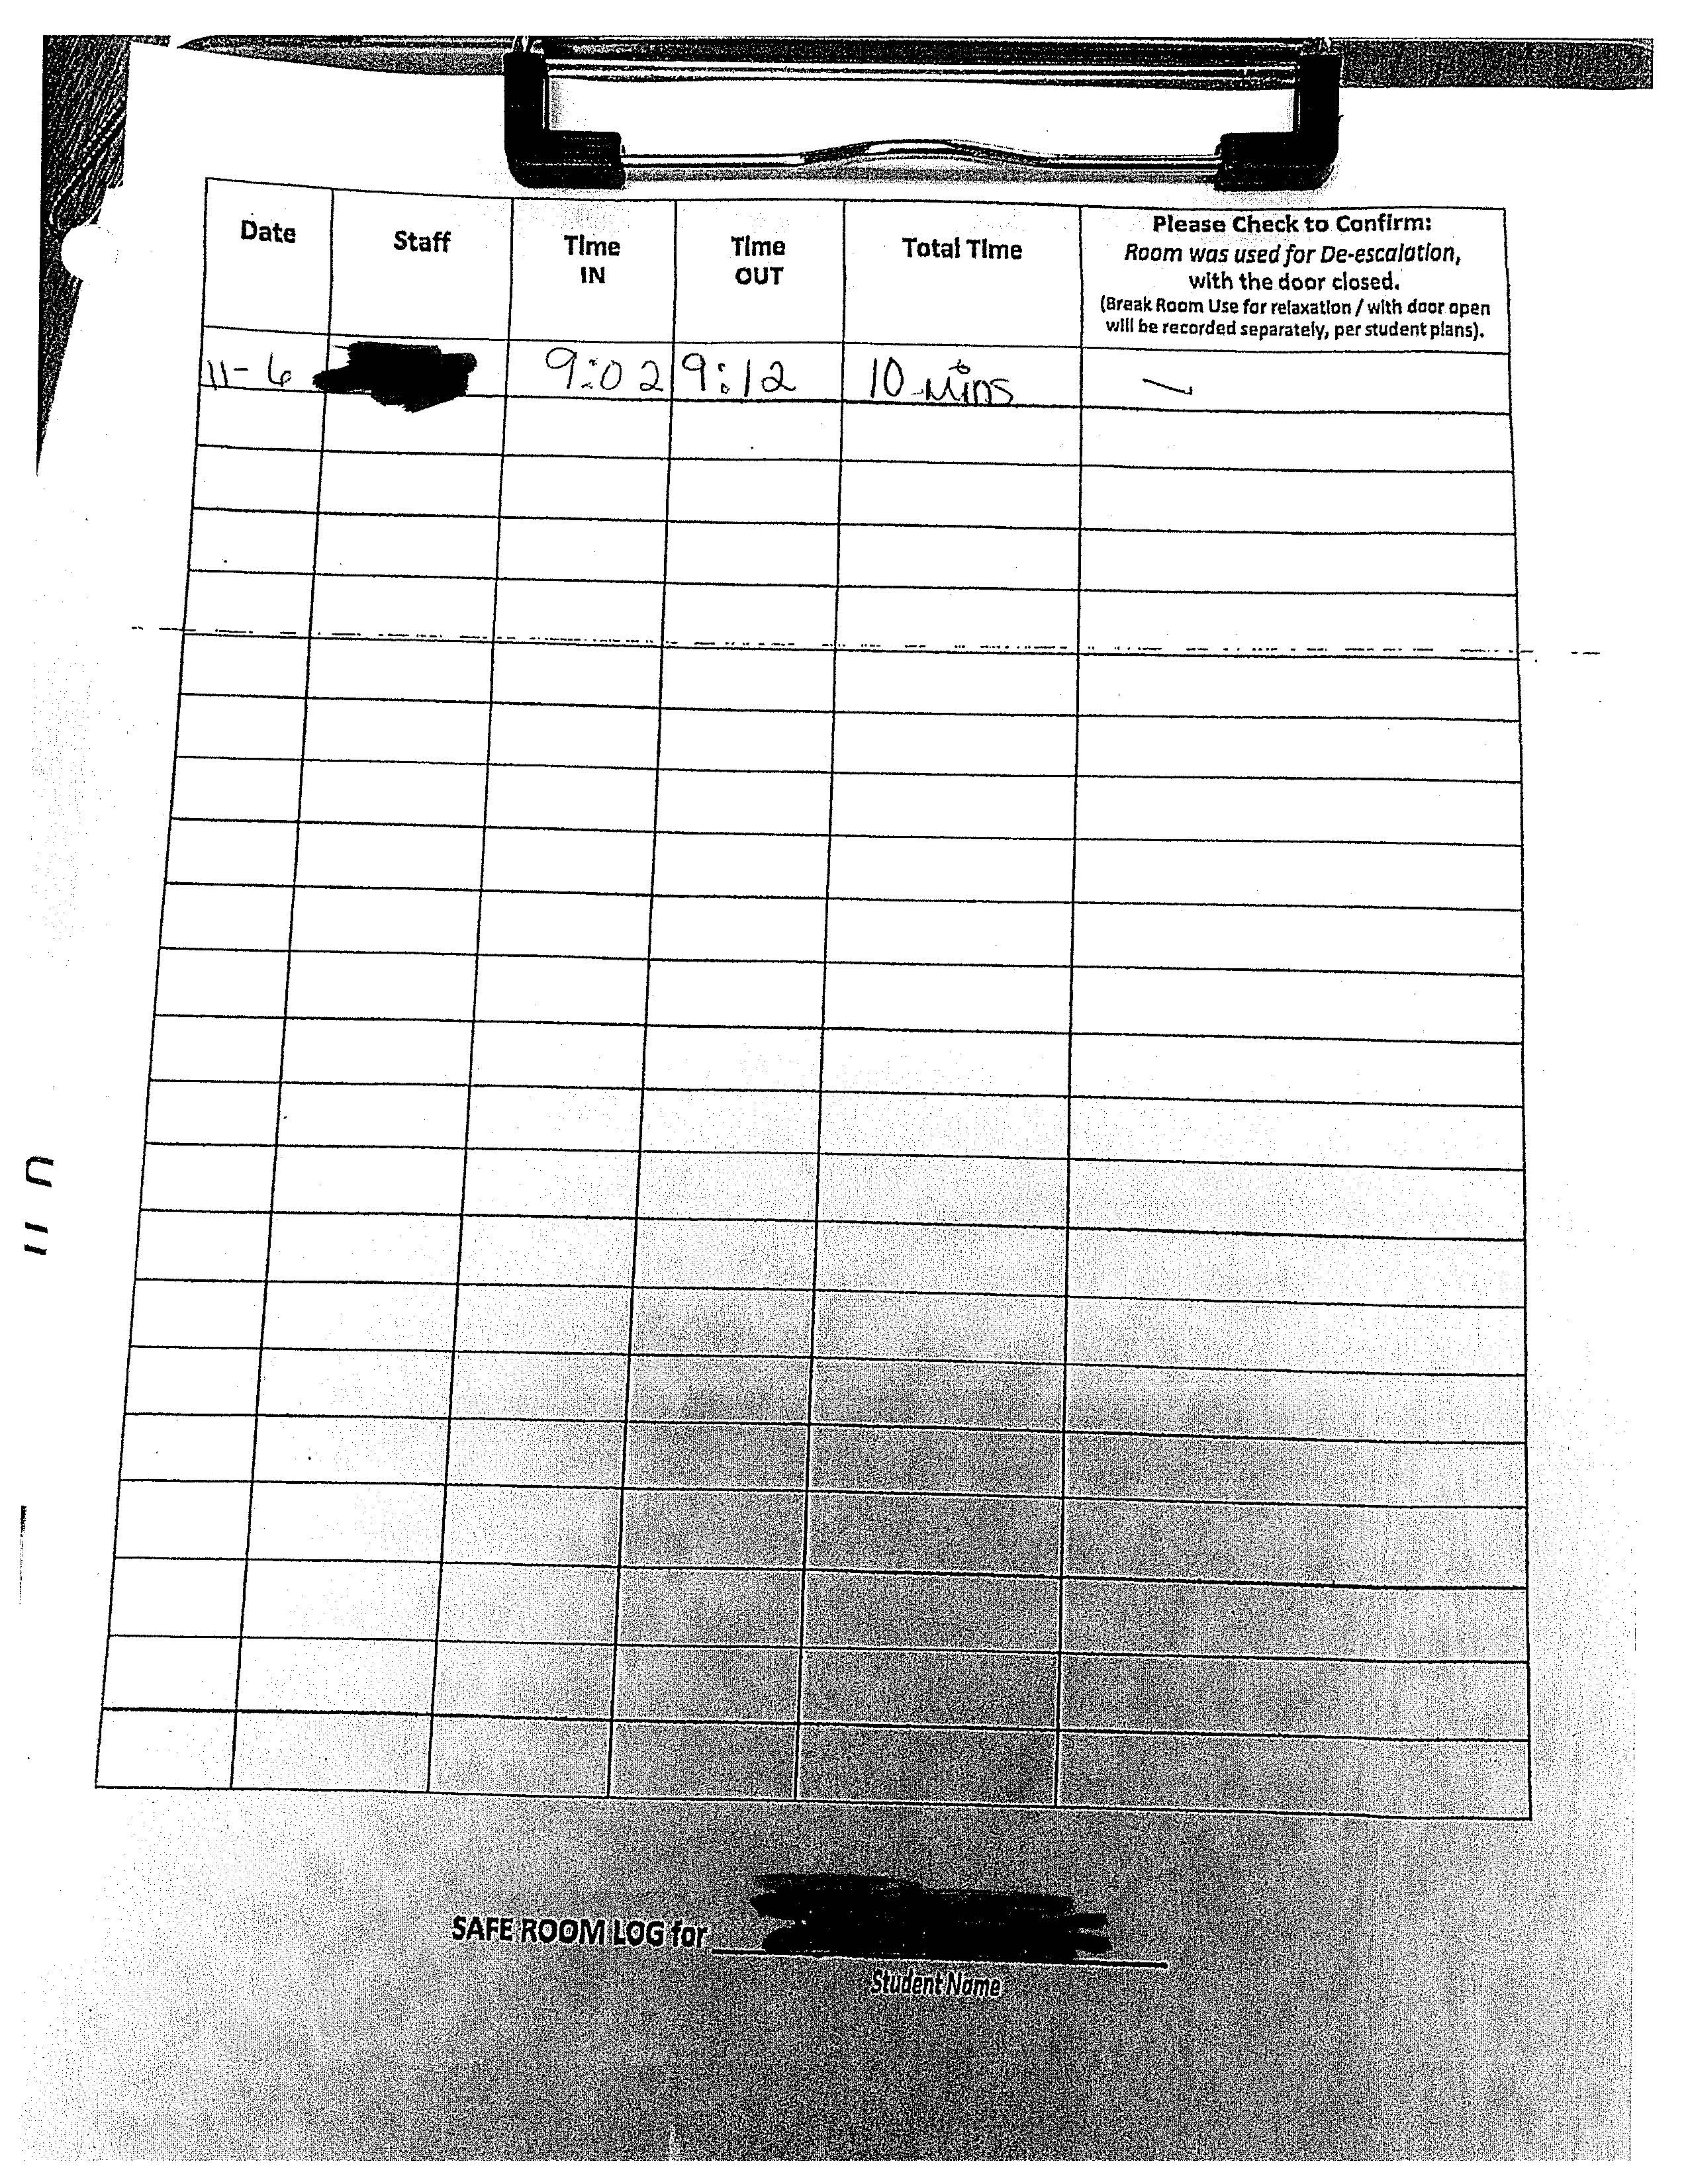 Date Staff Time IN Time OUT Total Time Please Check to Confirm:
Room was used for De-escalation,
with the door closed.
(Break Room Use for relaxation / with door open
will be recorded separately, per student plans).
11-6 9:02 9:12 10 mins ✓
SAFE ROOM LOG for
Student Name